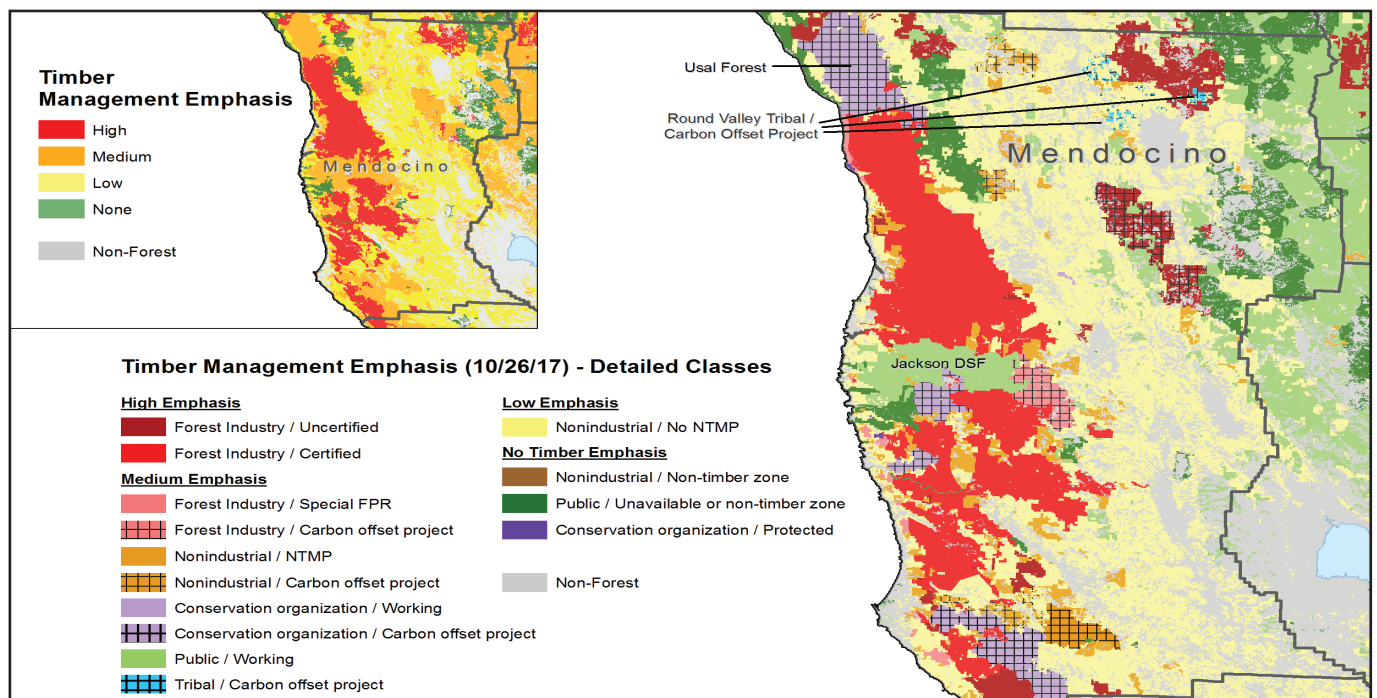 Timber
Management Emphasis
High
Medium
Low
None
Non-Forest
Mendocino
Usal Forest
Round Valley Tribal /
Carbon Offset Project
Mendocino
Jackson DSF
Timber Management Emphasis (10/26/17) - Detailed Classes
High Emphasis
Forest Industry / Uncertified
Forest Industry / Certified
Medium Emphasis
Forest Industry / Special FPR
Forest Industry / Carbon offset project
Nonindustrial / NTMP
Nonindustrial / Carbon offset project
Conservation organization / Working
Conservation organization / Carbon offset project
Public / Working
Tribal / Carbon offset project
Low Emphasis
Nonindustrial / No NTMP
No Timber Emphasis
Nonindustrial / Non-timber zone
Public / Unavailable or non-timber zone
Conservation organization / Protected
Non-Forest